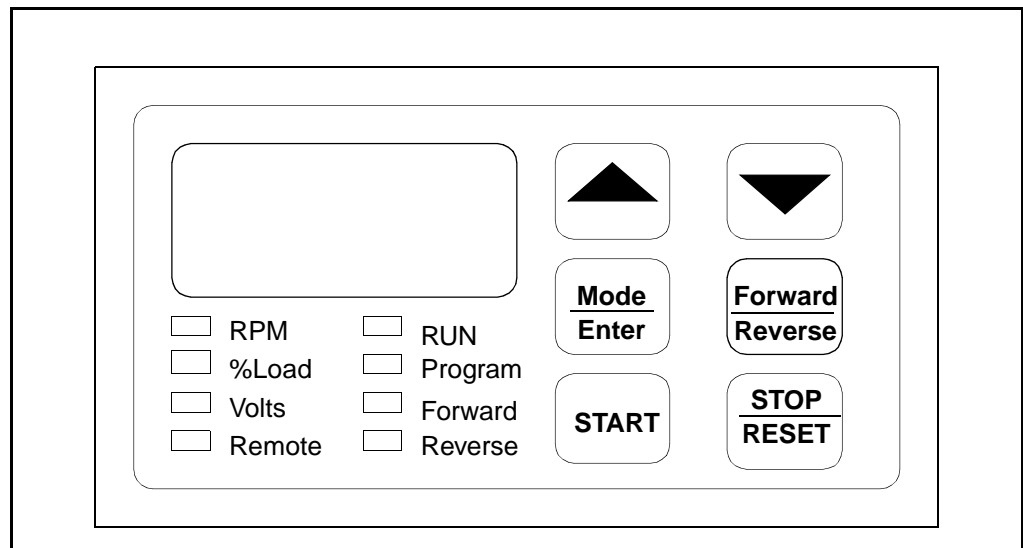 RPM
%Load
Volts
Remote
RUN
Program
Forward
Reverse
Mode
Enter
Forward
Reverse
START
STOP
RESET